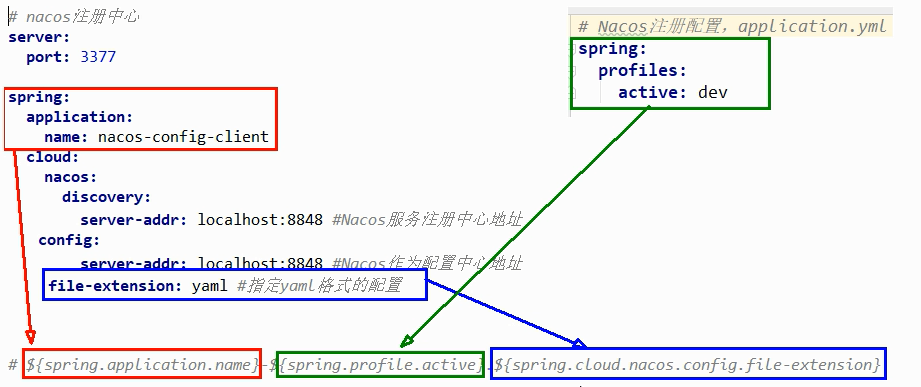 # nacos注册中心
server:
  port: 3377
spring:
  application:
    name: nacos-config-client
  cloud:
    nacos:
      discovery:
        server-addr: localhost:8848 #Nacos服务注册中心地址
    config:
        server-addr: localhost:8848 #Nacos作为配置中心地址
    file-extension: yaml #指定yaml格式的配置
# Nacos注册配置，application.yml
spring:
  profiles:
    active: dev
# ${spring.application.name}-${spring.profile.active}.${spring.cloud.nacos.config.file-extension}